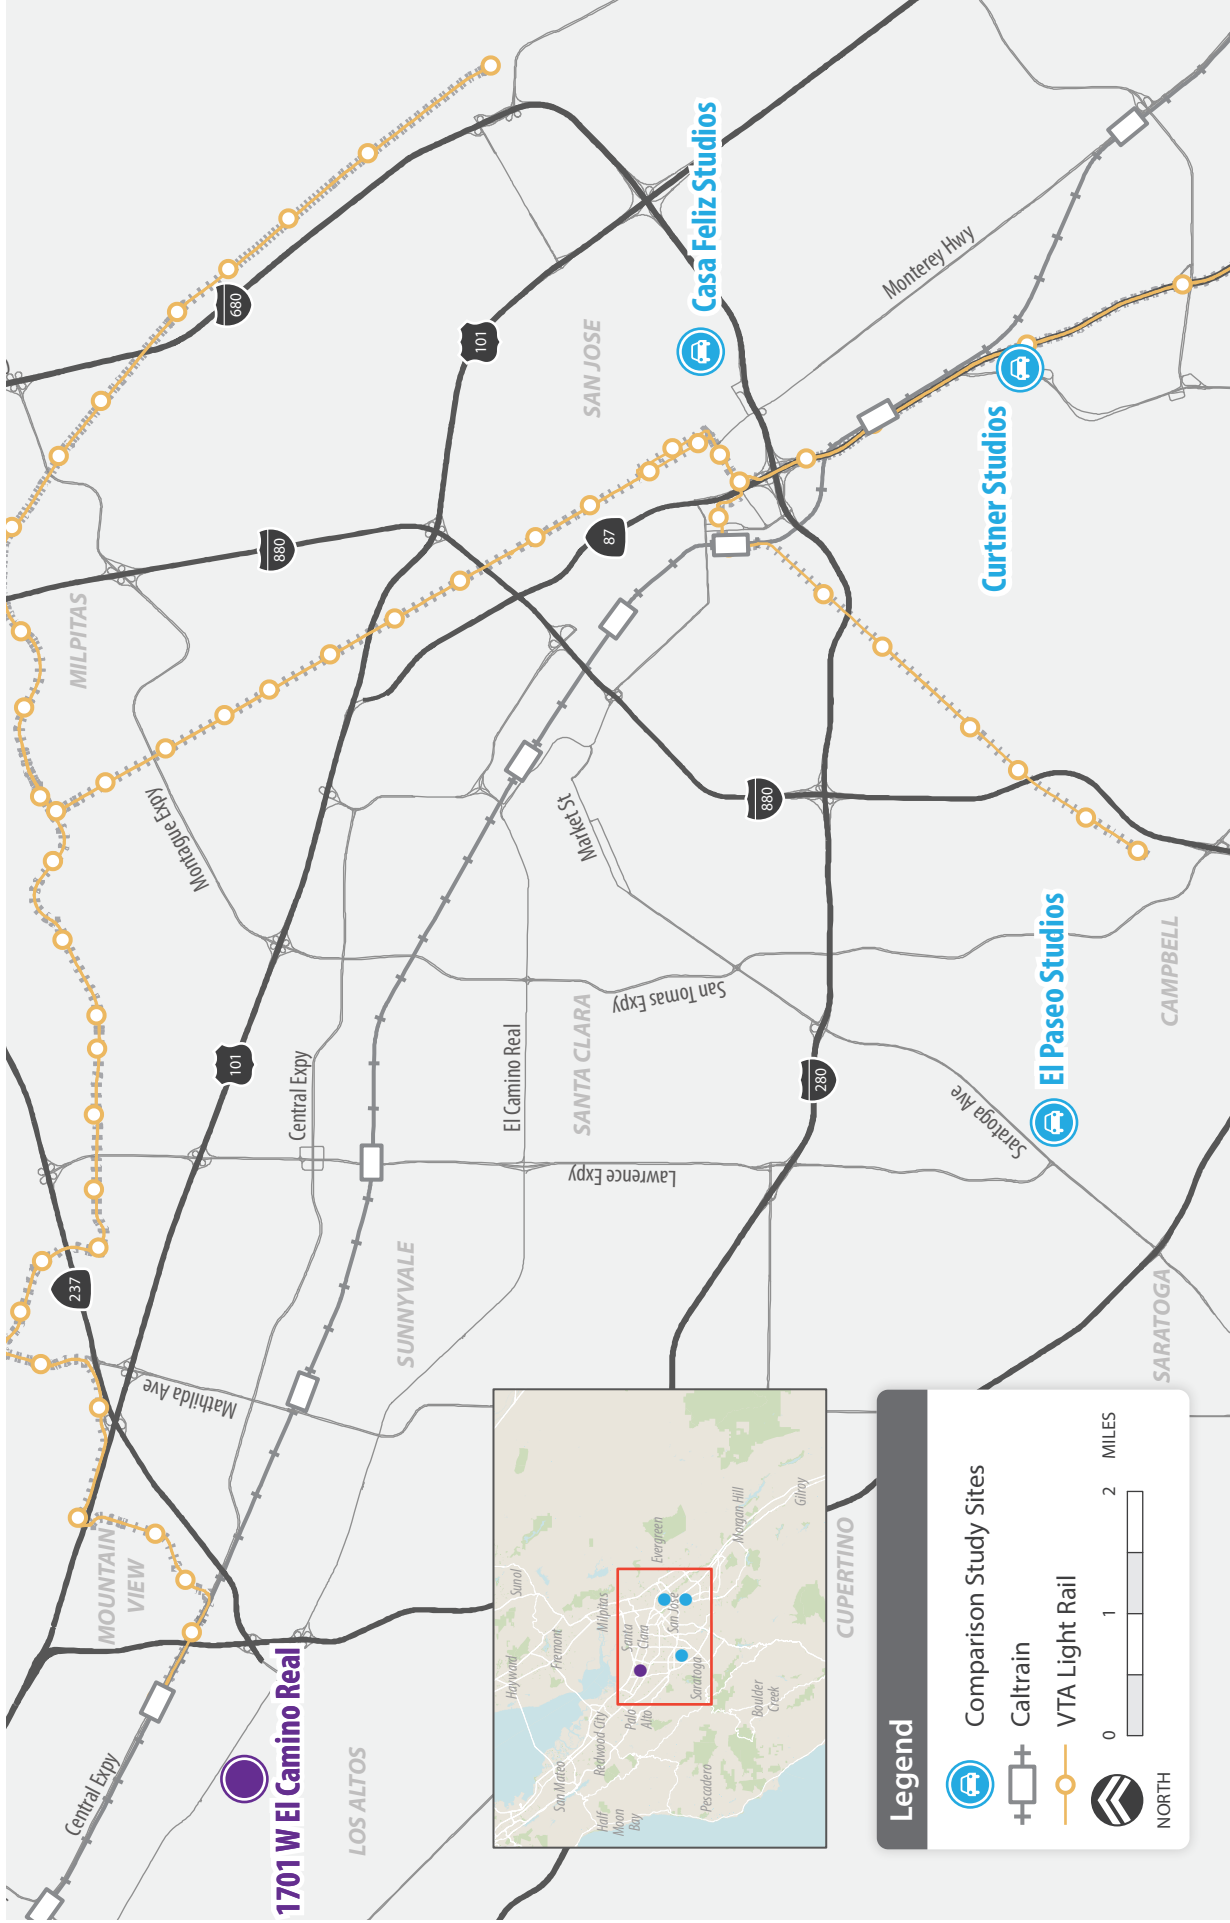 Casa Feliz Studios
Curtner Studios
El Paseo Studios
1701 W El Camino Real
SAN JOSE
MILPITAS
SANTA CLARA
CAMPBELL
SUNNYVALE
SARATOGA
MOUNTAIN
VIEW
CUPERTINO
LOS ALTOS
680
101
880
87
880
101
280
237
Monterey Hwy
Montague Expy
Market St
San Tomas Expy
Central Expy
El Camino Real
Lawrence Expy
Saratoga Ave
Mathilda Ave
Central Expy
Hayward
Sunol
Fremont
Milpitas
Evergreen
San Mateo
Redwood City
Palo
Alto
Santa
Clara
San Jose
Saratoga
Morgan Hill
Gilroy
Half
Moon
Bay
Pescadero
Boulder
Creek
Legend
Comparison Study Sites
Caltrain
VTA Light Rail
0 1 2 MILES
NORTH